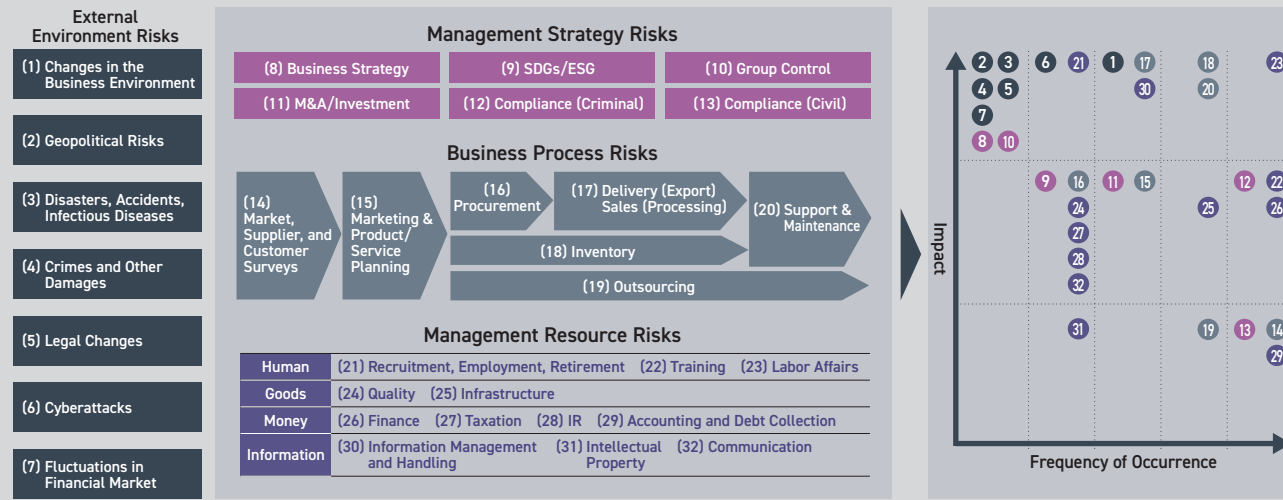 External
Environment Risks
(1) Changes in the
Business Environment
(2) Geopolitical Risks
(3) Disasters, Accidents,
Infectious Diseases
(4) Crimes and Other
Damages
(5) Legal Changes
(6) Cyberattacks
(7) Fluctuations in
Financial Market
Management Strategy Risks
(8) Business Strategy
(9) SDGs/ESG
(10) Group Control
(11) M&A/Investment
(12) Compliance (Criminal)
(13) Compliance (Civil)
Business Process Risks
(14)
Market,
Supplier, and
Customer
Surveys
(15)
Marketing &
Product/
Service
Planning
(16)
Procurement
(17) Delivery (Export)
Sales (Processing)
(18) Inventory
(19) Outsourcing
(20) Support &
Maintenance
Management Resource Risks
Human
(21) Recruitment, Employment, Retirement (22) Training (23) Labor Affairs
Goods
(24) Quality (25) Infrastructure
Money
(26) Finance (27) Taxation (28) IR (29) Accounting and Debt Collection
Information
(30) Information Management
and Handling
(31) Intellectual
Property
(32) Communication
Impact
2 3 6 21 1 17 18 23
4 5 30 20
7
8 10
9 16 11 15 12 22
24 25 26
27
28
32
31 19 13 14
29
Frequency of Occurrence